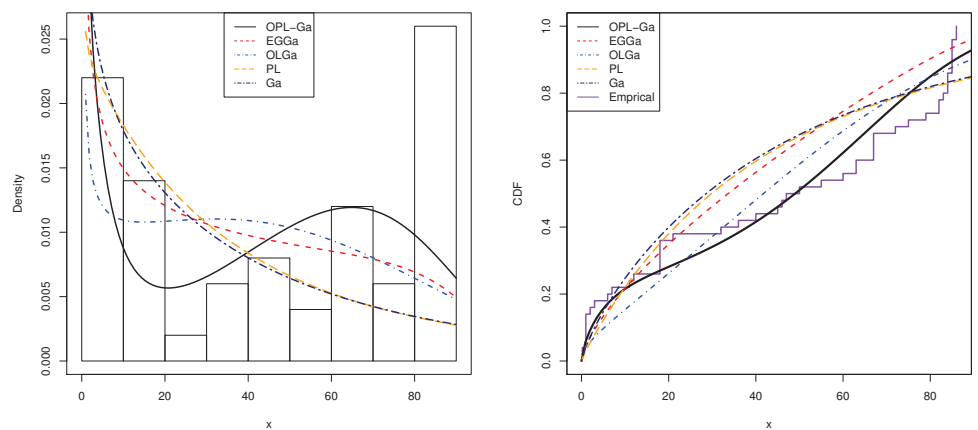 OPL−Ga
EGGa
OLGa
PL
Ga
Density
0.025
0.020
0.015
0.010
0.005
0.000
0 20 40 60 80
x
OPL−Ga
EGGa
OLGa
PL
Ga
Emprical
CDF
1.0
0.8
0.6
0.4
0.2
0.0
0 20 40 60 80
x